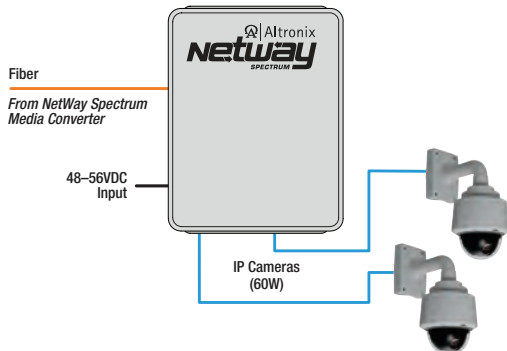 Altronix
Netway
SPECTRUM
Fiber
From NetWay Spectrum
Media Converter
48–56VDC
Input
IP Cameras
(60W)